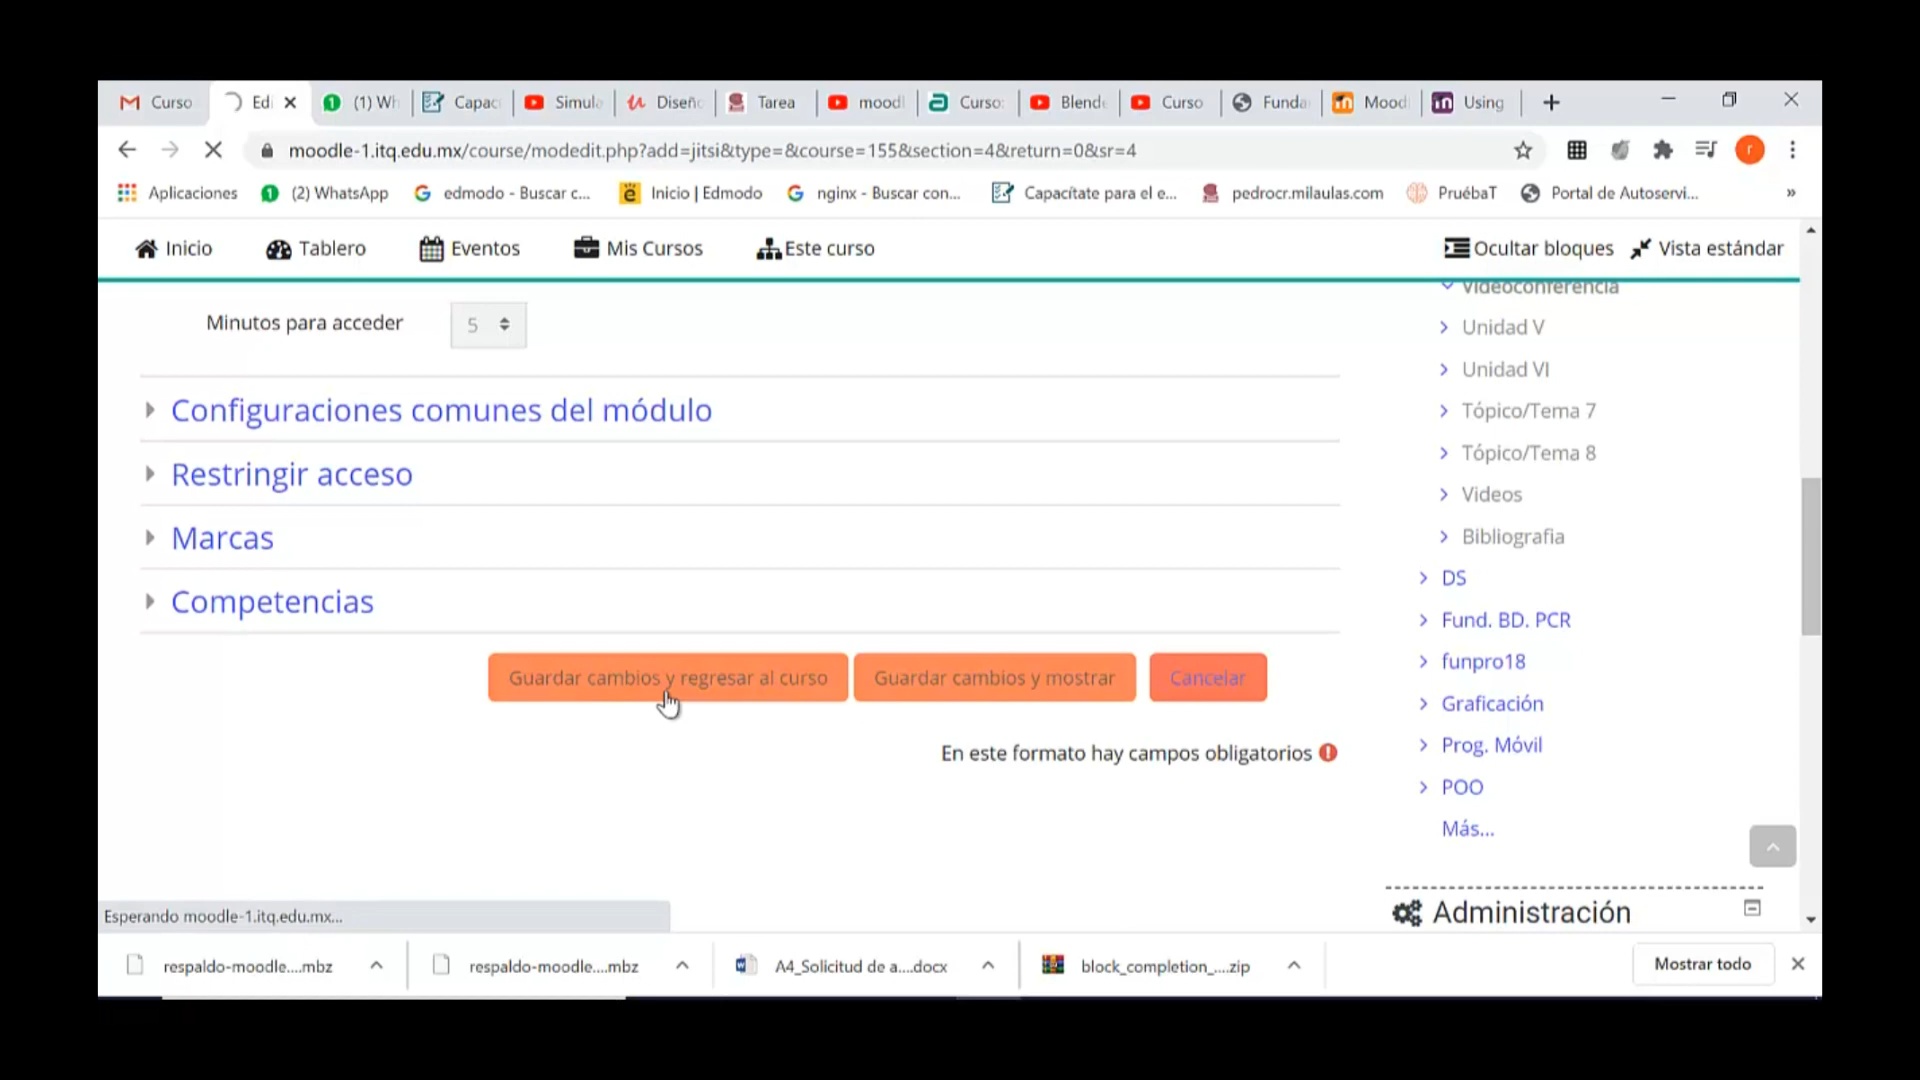 Curso
Edi
(1) Wh
Capac
Simula
Diseño
Tarea
moodl
Curso:
Blende
Curso
Funda
Mood
Using
moodle-1.itq.edu.mx/course/modedit.php?add=jitsi&type=&course=155&section=4&return=0&sr=4
Aplicaciones
(2) WhatsApp
edmodo - Buscar c...
Inicio | Edmodo
nginx - Buscar con...
Capacítate para el e...
pedrocr.milaulas.com
PruébaT
Portal de Autoservi...
Inicio
Tablero
Eventos
Mis Cursos
Este curso
Ocultar bloques
Vista estándar
Minutos para acceder
5
Configuraciones comunes del módulo
Restringir acceso
Marcas
Competencias
Guardar cambios y regresar al curso
Guardar cambios y mostrar
Cancelar
En este formato hay campos obligatorios
Videoconferencia
Unidad V
Unidad VI
Tópico/Tema 7
Tópico/Tema 8
Videos
Bibliografia
DS
Fund. BD. PCR
funpro18
Graficación
Prog. Móvil
POO
Más...
Administración
Esperando moodle-1.itq.edu.mx...
respaldo-moodle....mbz
respaldo-moodle....mbz
A4_Solicitud de a....docx
block_completion_....zip
Mostrar todo